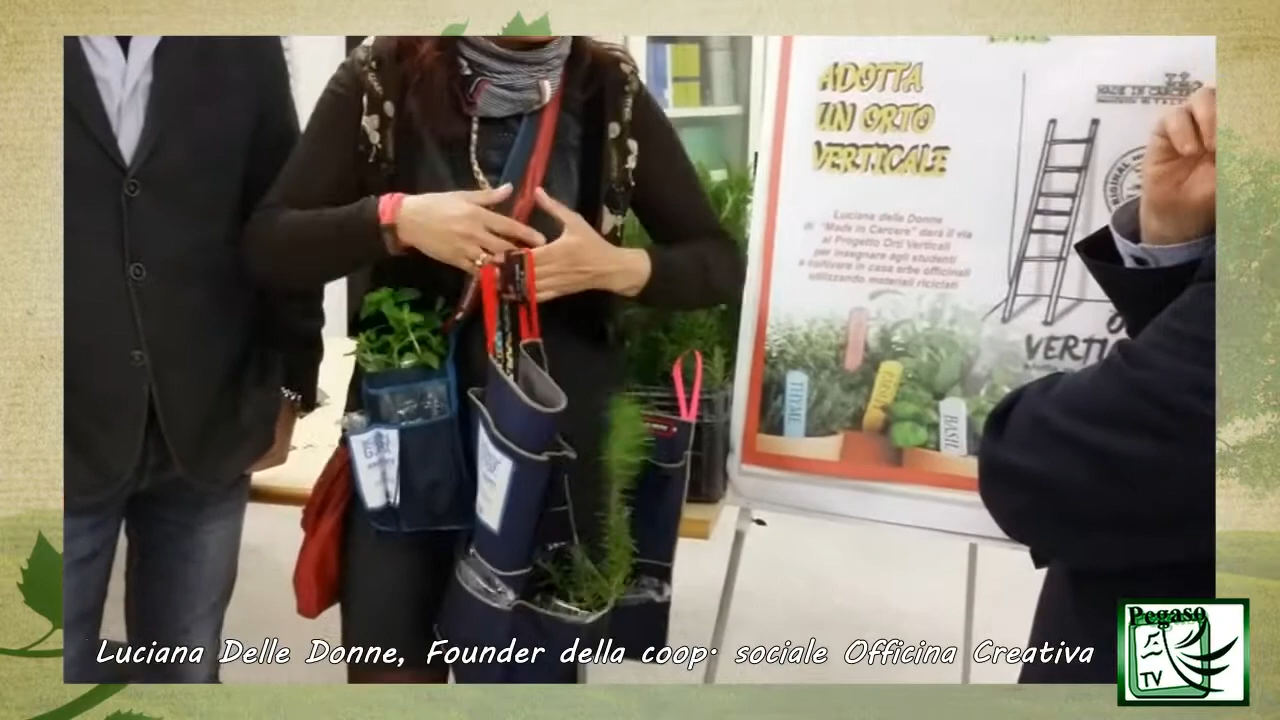 ADOTTA
UN ORTO
VERTICALE
MADE IN CARCERE
Luciana delle Donne
di "Made in Carcere" darà il via
al Progetto Orti Verticali
per insegnare agli studenti
a coltivare in casa erbe officinali
utilizzando materiali riciclati
THYME
BASIL
Luciana Delle Donne, Founder della coop. sociale Officina Creativa
Pegaso
TV